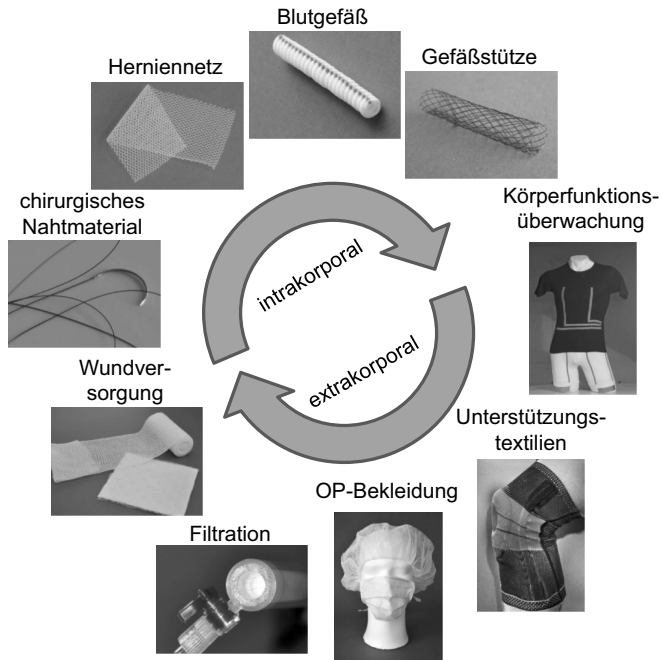 Blutgefäß
Herniennetz
Gefäßstütze
chirurgisches
Nahtmaterial
Körperfunktions-
überwachung
intrakorporal
extrakorporal
Wundver-
sorgung
Unterstützungs-
textilien
OP-Bekleidung
Filtration